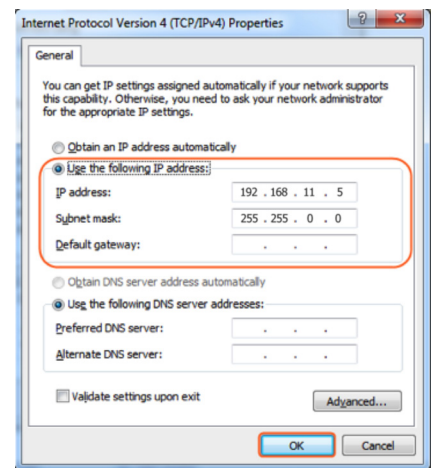 Internet Protocol Version 4 (TCP/IPv4) Properties
General
You can get IP settings assigned automatically if your network supports
this capability. Otherwise, you need to ask your network administrator
for the appropriate IP settings.
Obtain an IP address automatically
Use the following IP address:
IP address: 192 . 168 . 11 . 5
Subnet mask: 255 . 255 . 0 . 0
Default gateway: . . .
Obtain DNS server address automatically
Use the following DNS server addresses:
Preferred DNS server: . . .
Alternate DNS server: . . .
Validate settings upon exit
Advanced...
OK Cancel